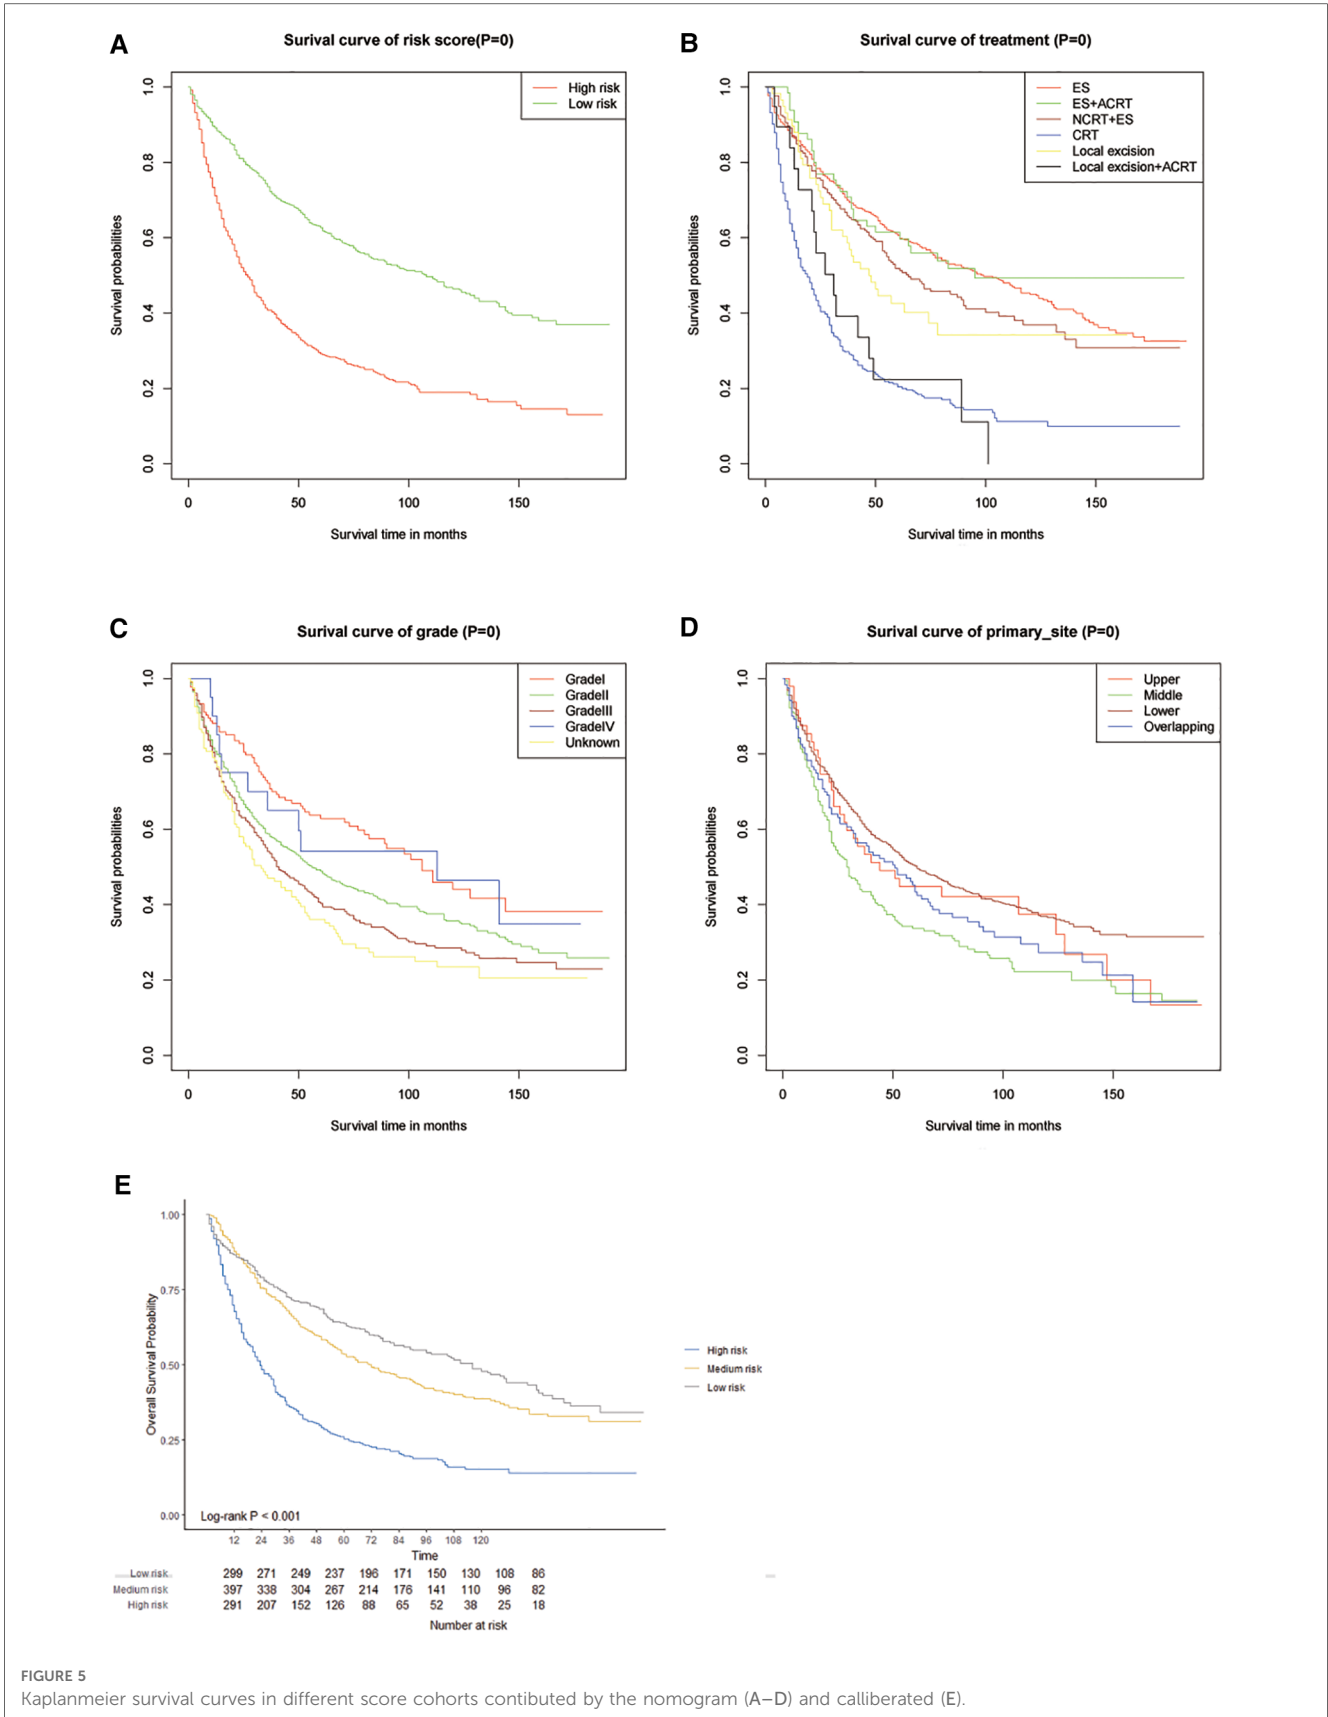 A
Surival curve of risk score(P=0)
High risk
Low risk
Survival probabilities
0.0 0.2 0.4 0.6 0.8 1.0
0 50 100 150
Survival time in months
B
Surival curve of treatment (P=0)
ES
ES+ACRT
NCRT+ES
CRT
Local excision
Local excision+ACRT
Survival probabilities
0.0 0.2 0.4 0.6 0.8 1.0
0 50 100 150
Survival time in months
C
Surival curve of grade (P=0)
GradeI
GradeII
GradeIII
GradeIV
Unknown
Survival probabilities
0.0 0.2 0.4 0.6 0.8 1.0
0 50 100 150
Survival time in months
D
Surival curve of primary_site (P=0)
Upper
Middle
Lower
Overlapping
Survival probabilities
0.0 0.2 0.4 0.6 0.8 1.0
0 50 100 150
Survival time in months
E
Overall Survival Probability
1.00
0.75
0.50
0.25
0.00
High risk
Medium risk
Low risk
Log-rank P < 0.001
12 24 36 48 60 72 84 96 108 120
Time
Low risk 299 271 249 237 196 171 150 130 108 86
Medium risk 397 338 304 267 214 176 141 110 96 82
High risk 291 207 152 126 88 65 52 38 25 18
Number at risk
FIGURE 5
Kaplanmeier survival curves in different score cohorts contibuted by the nomogram (A–D) and calliberated (E).